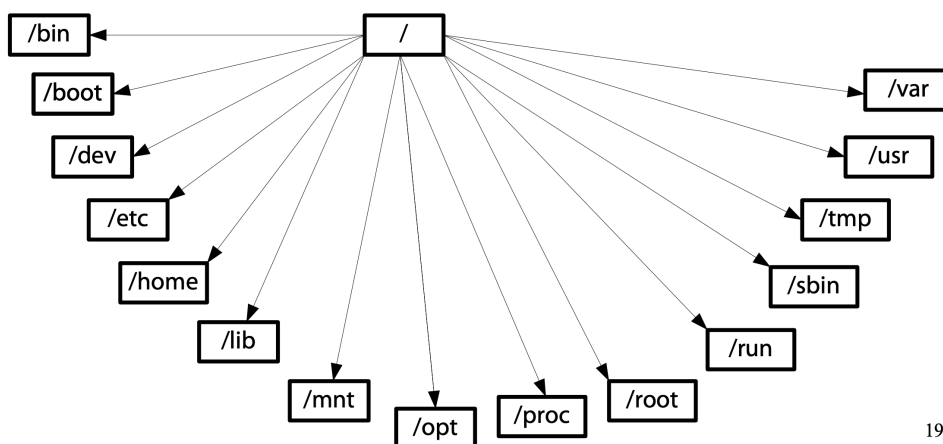 /
/bin
/boot
/dev
/etc
/home
/lib
/mnt
/opt
/proc
/root
/run
/sbin
/tmp
/usr
/var
19